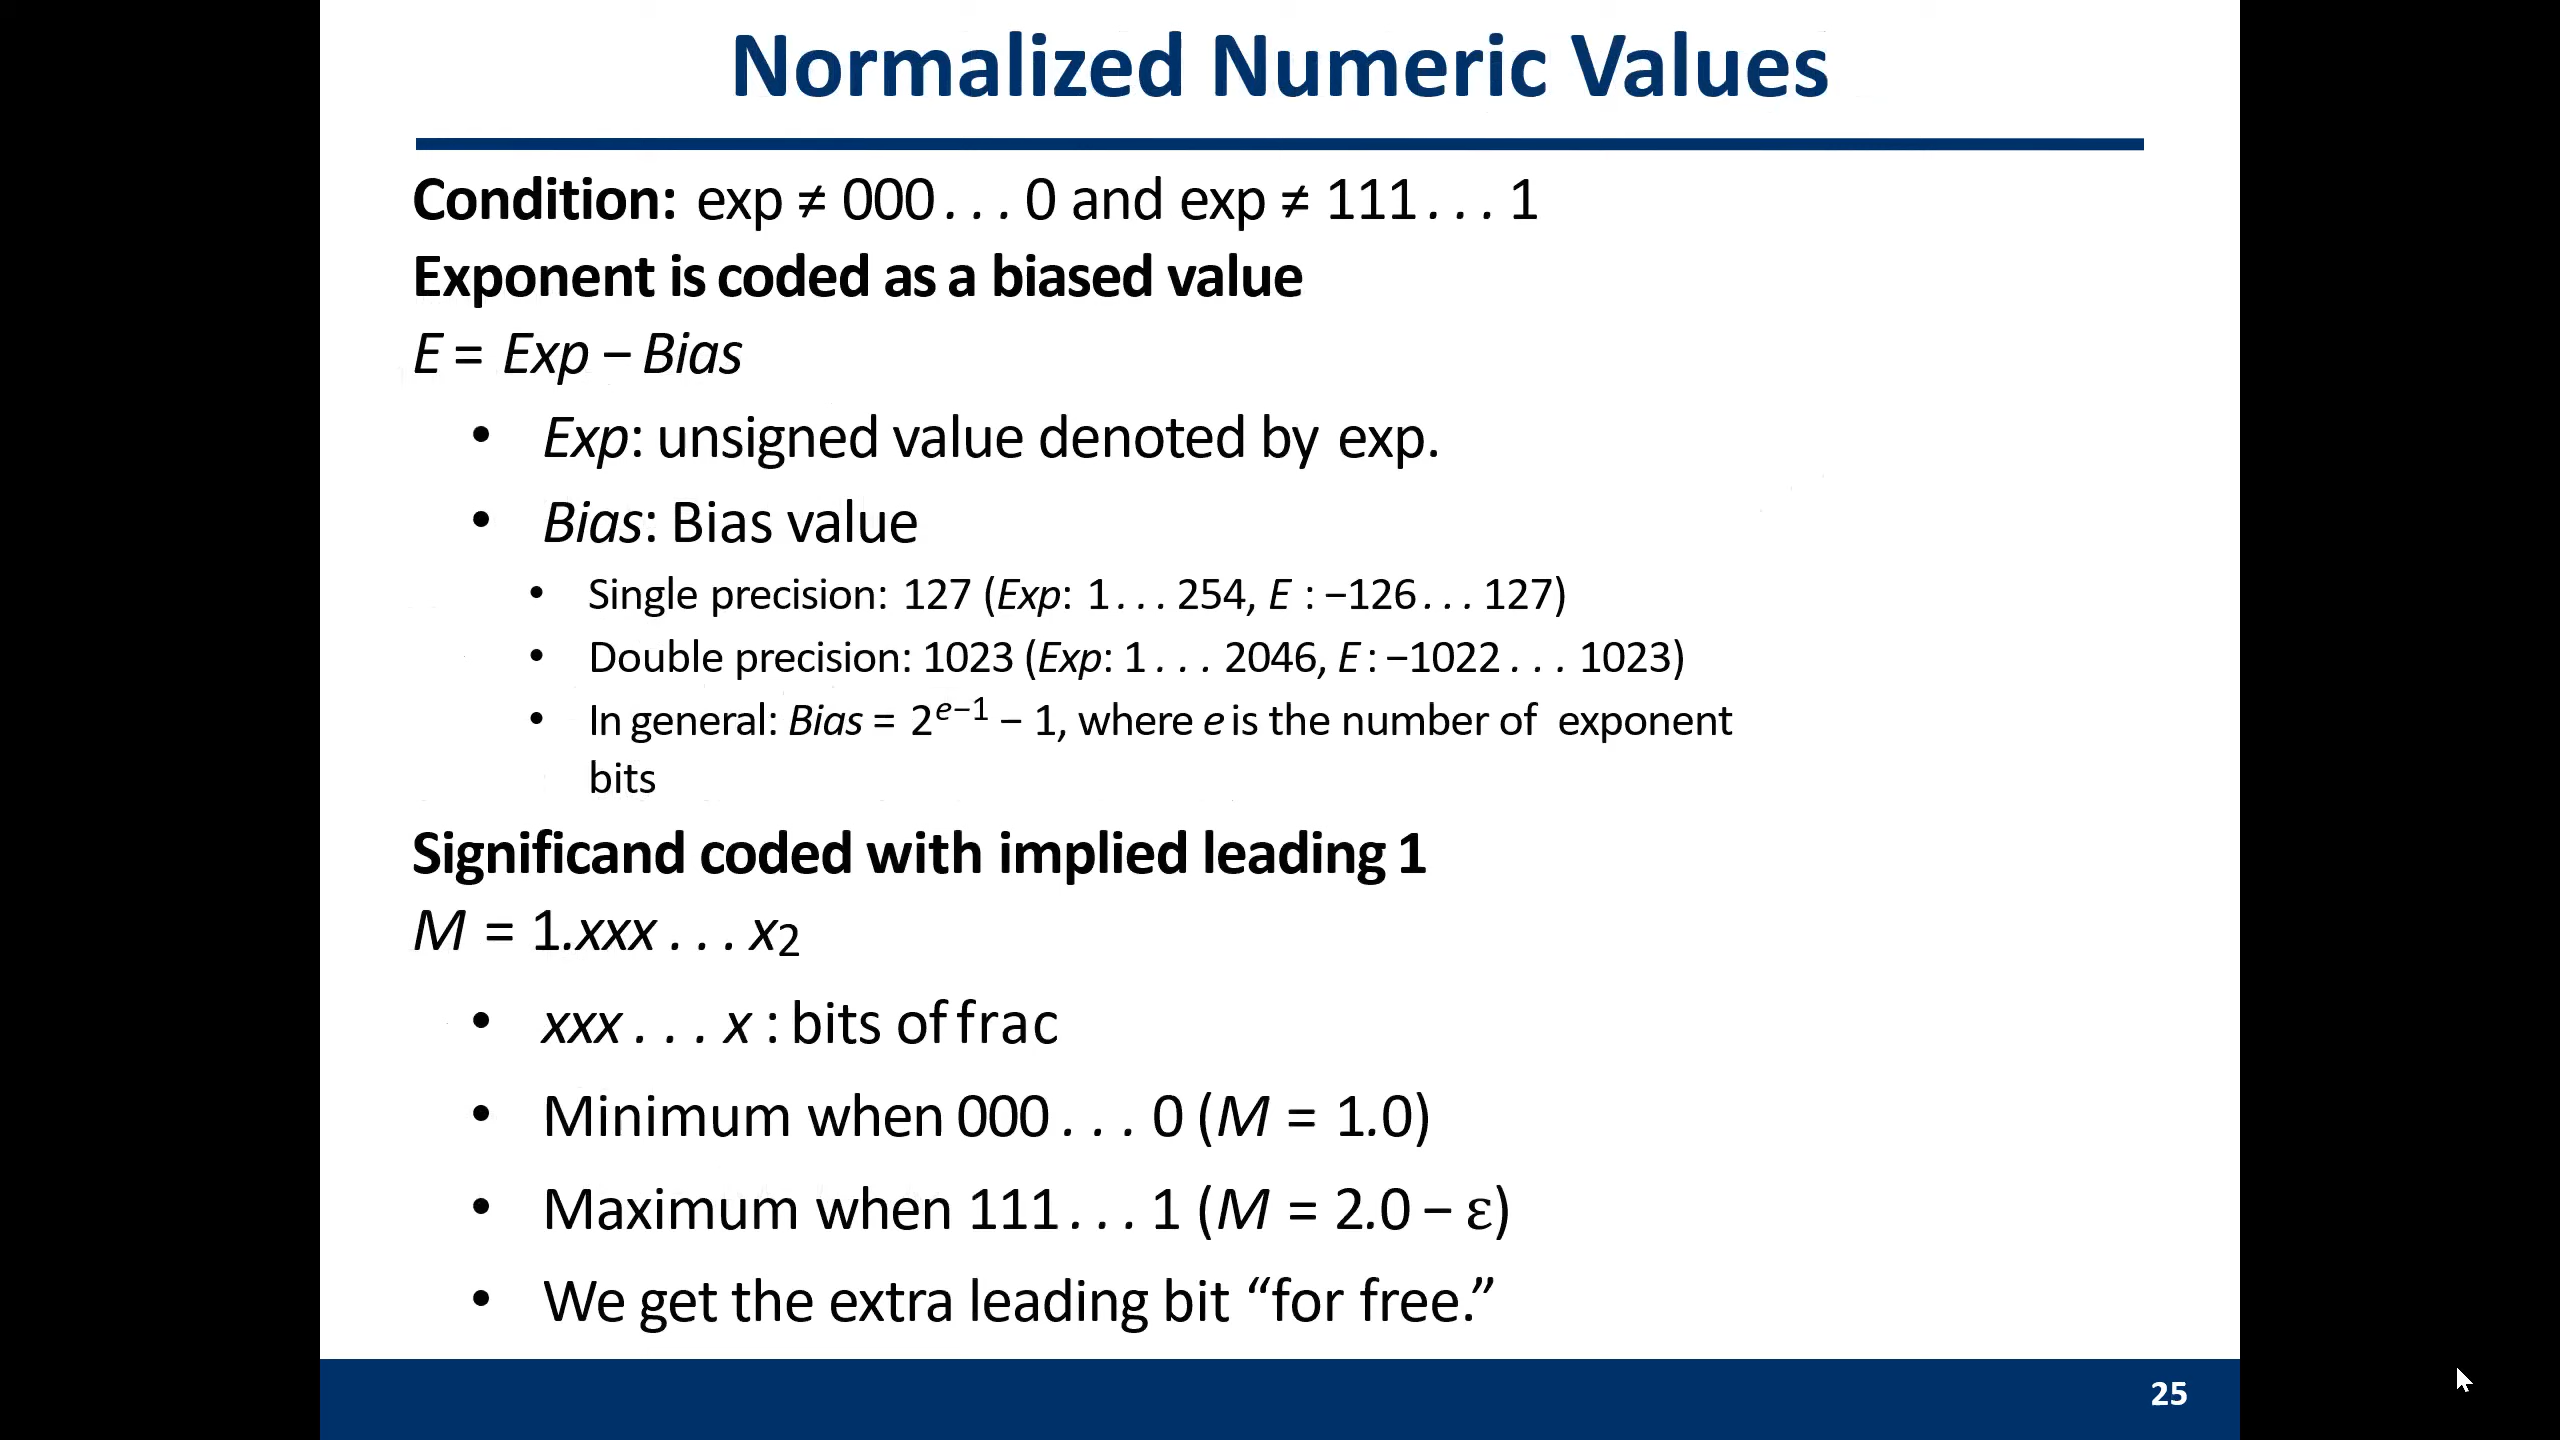 Normalized Numeric Values
Condition: exp ≠ 000 . . . 0 and exp ≠ 111 . . . 1
Exponent is coded as a biased value
E = Exp − Bias
• Exp: unsigned value denoted by exp.
• Bias: Bias value
• Single precision: 127 (Exp: 1 . . . 254, E : −126 . . . 127)
• Double precision: 1023 (Exp: 1 . . . 2046, E : −1022 . . . 1023)
• In general: Bias = 2^{e−1} − 1, where e is the number of exponent
bits
Significand coded with implied leading 1
M = 1.xxx . . . x₂
• xxx . . . x : bits of frac
• Minimum when 000 . . . 0 (M = 1.0)
• Maximum when 111 . . . 1 (M = 2.0 − ε)
• We get the extra leading bit “for free.”
25